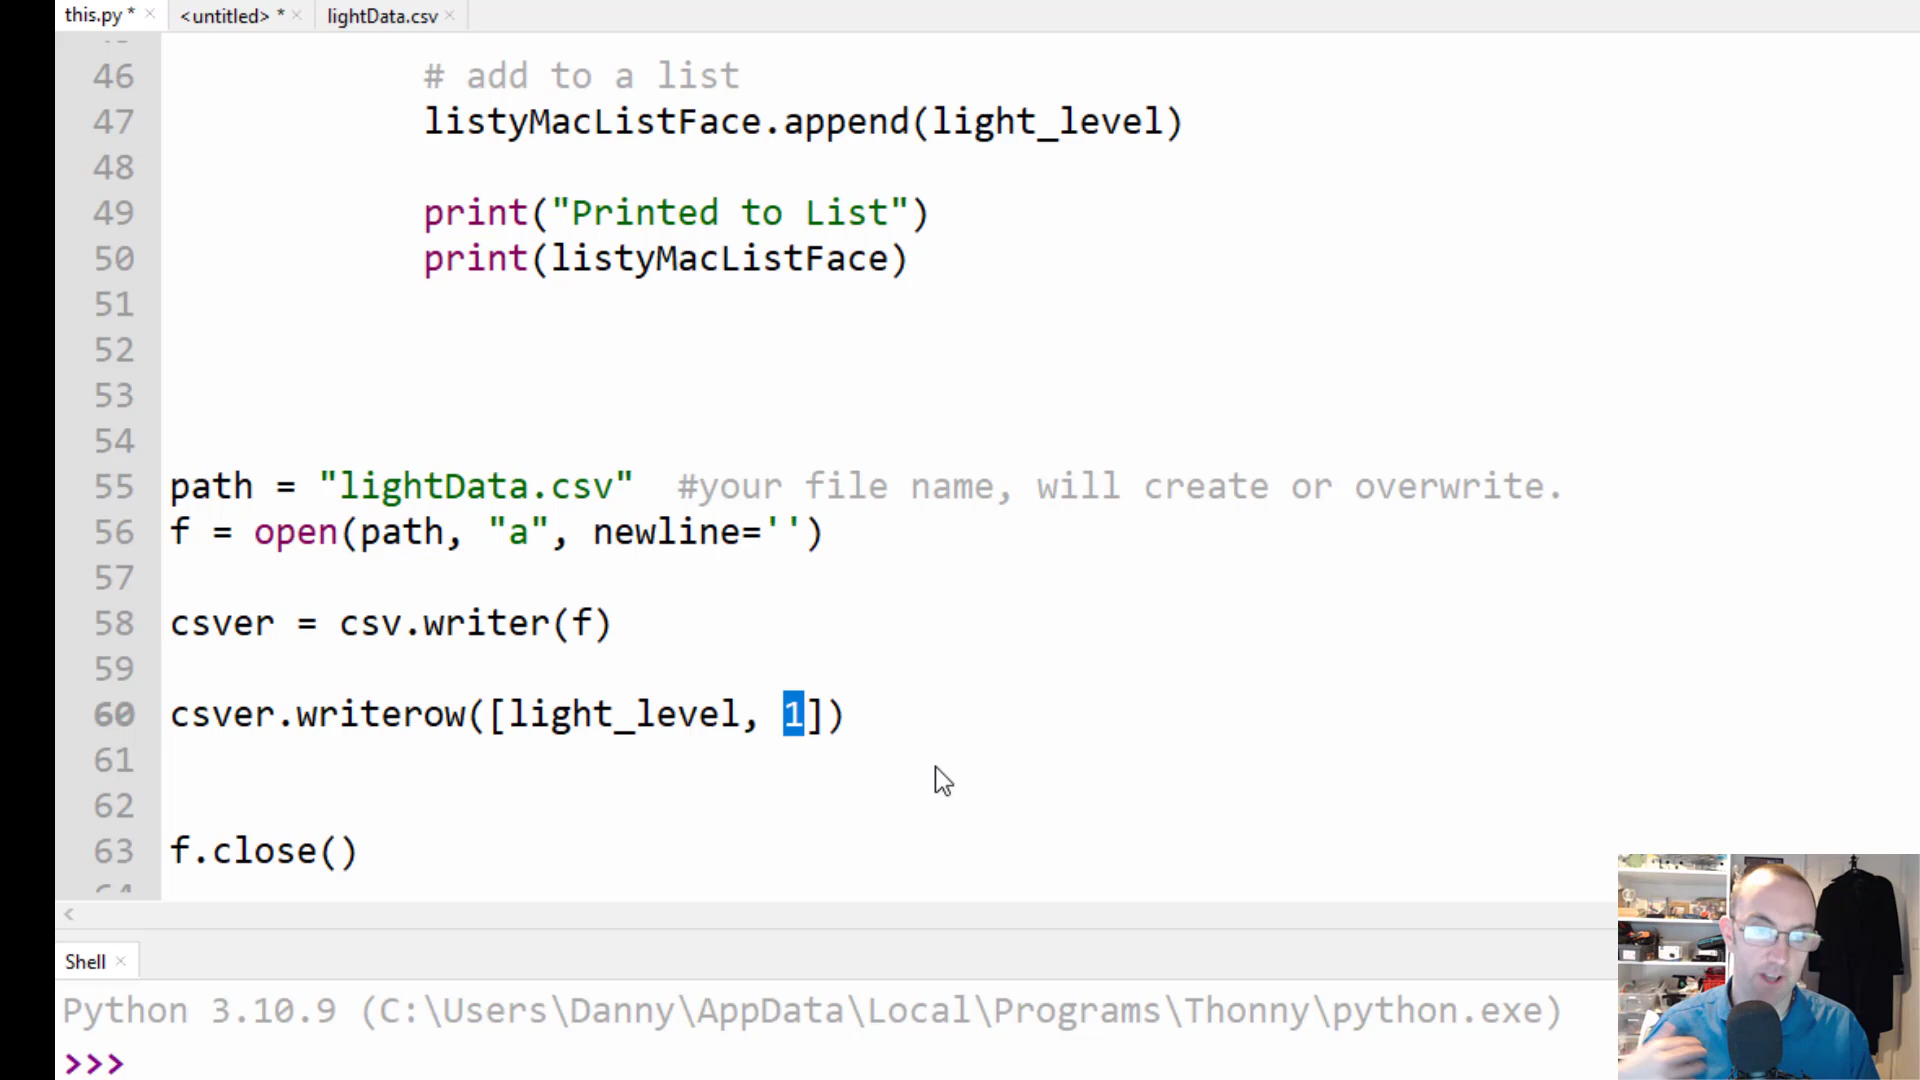 this.py * × <untitled> * × lightData.csv ×
46 # add to a list
47 listyMacListFace.append(light_level)
48
49 print("Printed to List")
50 print(listyMacListFace)
51
52
53
54
55 path = "lightData.csv" #your file name, will create or overwrite.
56 f = open(path, "a", newline='')
57
58 csver = csv.writer(f)
59
60 csver.writerow([light_level, 1])
61
62
63 f.close()
Shell ×
Python 3.10.9 (C:\Users\Danny\AppData\Local\Programs\Thonny\python.exe)
>>>